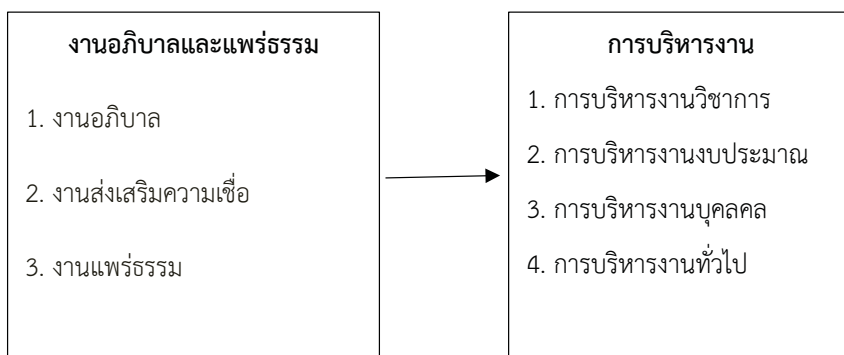 งานอภิบาลและแพร่ธรรม
1. งานอภิบาล
2. งานส่งเสริมความเชื่อ
3. งานแพร่ธรรม
การบริหารงาน
1. การบริหารงานวิชาการ
2. การบริหารงานงบประมาณ
3. การบริหารงานบุคลคล
4. การบริหารงานทั่วไป